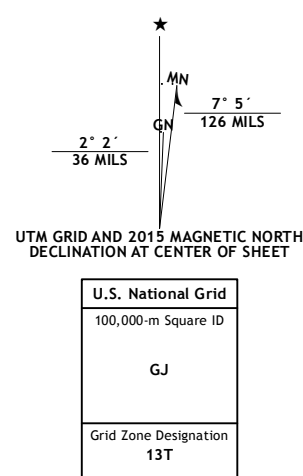 ★
MN
GN
7° 5´
126 MILS
2° 2´
36 MILS
UTM GRID AND 2015 MAGNETIC NORTH
DECLINATION AT CENTER OF SHEET
U.S. National Grid
100,000-m Square ID
GJ
Grid Zone Designation
13T